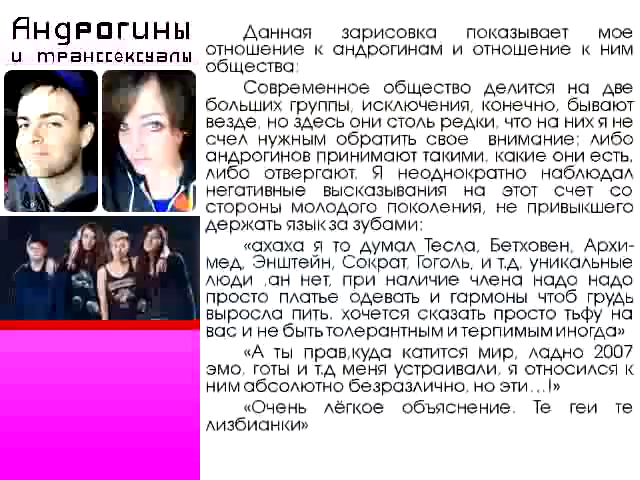 Андрогины
и транссексуалы
Данная зарисовка показывает мое
отношение к андрогинам и отношение к ним
общества:
Современное общество делится на две
больших группы, исключения, конечно, бывают
везде, но здесь они столь редки, что на них я не
счел нужным обратить свое внимание: либо
андрогинов принимают такими, какие они есть,
либо отвергают. Я неоднократно наблюдал
негативные высказывания на этот счет со
стороны молодого поколения, не привыкшего
держать язык за зубами:
«ахаха я то думал Тесла, Бетховен, Архи-
мед, Энштейн, Сократ, Гоголь, и т.д, уникальные
люди ,ан нет, при наличие члена надо надо
просто платье одевать и гармоны чтоб грудь
выросла пить. хочется сказать просто тьфу на
вас и не быть толерантным и терпимым иногда»
«А ты прав,куда катится мир, ладно 2007
эмо, готы и т.д меня устраивали, я относился к
ним абсолютно безразлично, но эти...!»
«Очень лёгкое объяснение. Те геи те
лизбианки»